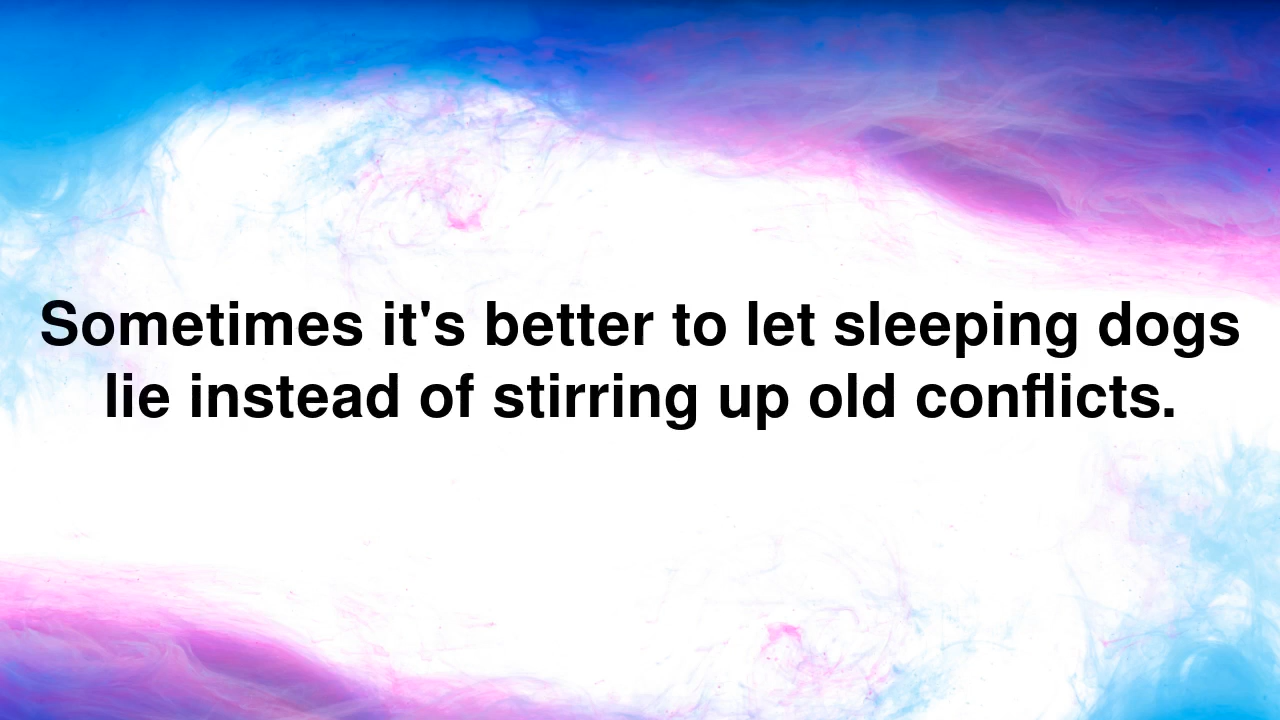 Sometimes it's better to let sleeping dogs
lie instead of stirring up old conflicts.